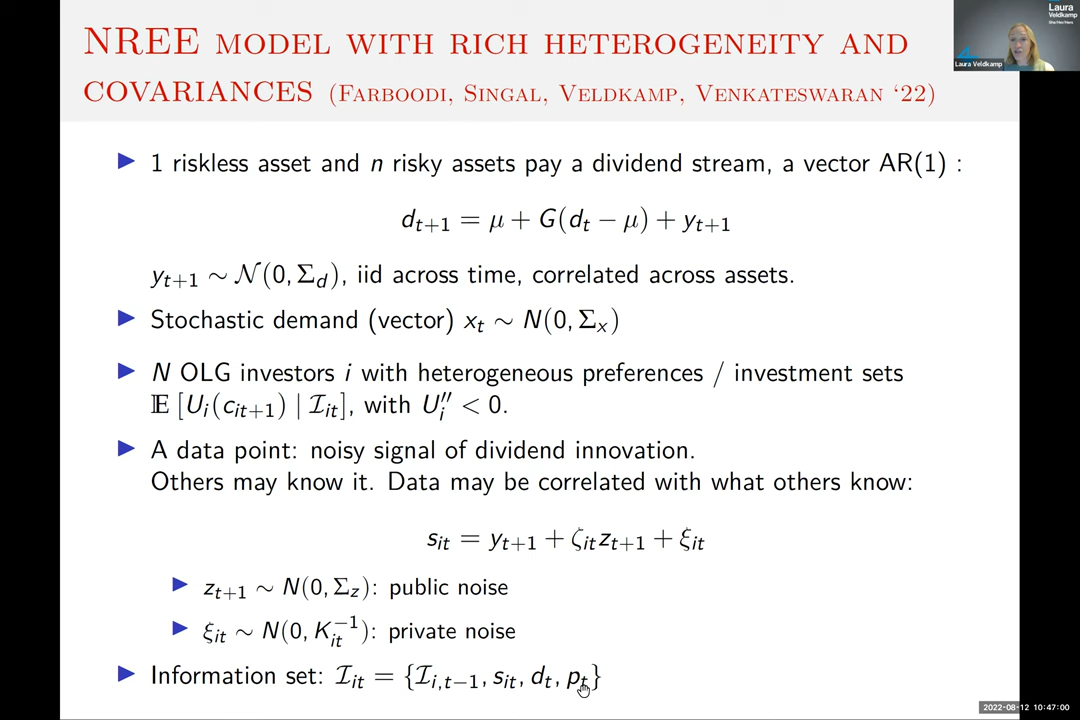 NREE MODEL WITH RICH HETEROGENEITY AND
COVARIANCES (FARBOODI, SINGAL, VELDKAMP, VENKATESWARAN ‘22)
Laura
Veldkamp
Laura Veldkamp
▶ 1 riskless asset and n risky assets pay a dividend stream, a vector AR(1) :
d_{t+1} = μ + G(d_t − μ) + y_{t+1}
y_{t+1} ∼ 𝒩(0, Σ_d), iid across time, correlated across assets.
▶ Stochastic demand (vector) x_t ∼ N(0, Σ_x)
▶ N OLG investors i with heterogeneous preferences / investment sets
𝔼 [U_i(c_{it+1}) | ℐ_{it}], with U_i'' < 0.
▶ A data point: noisy signal of dividend innovation.
Others may know it. Data may be correlated with what others know:
s_{it} = y_{t+1} + ζ_{it}z_{t+1} + ξ_{it}
▶ z_{t+1} ∼ N(0, Σ_z): public noise
▶ ξ_{it} ∼ N(0, K_{it}^{−1}): private noise
▶ Information set: ℐ_{it} = {ℐ_{i,t−1}, s_{it}, d_t, p_t}
2022-08-12 10:47:00